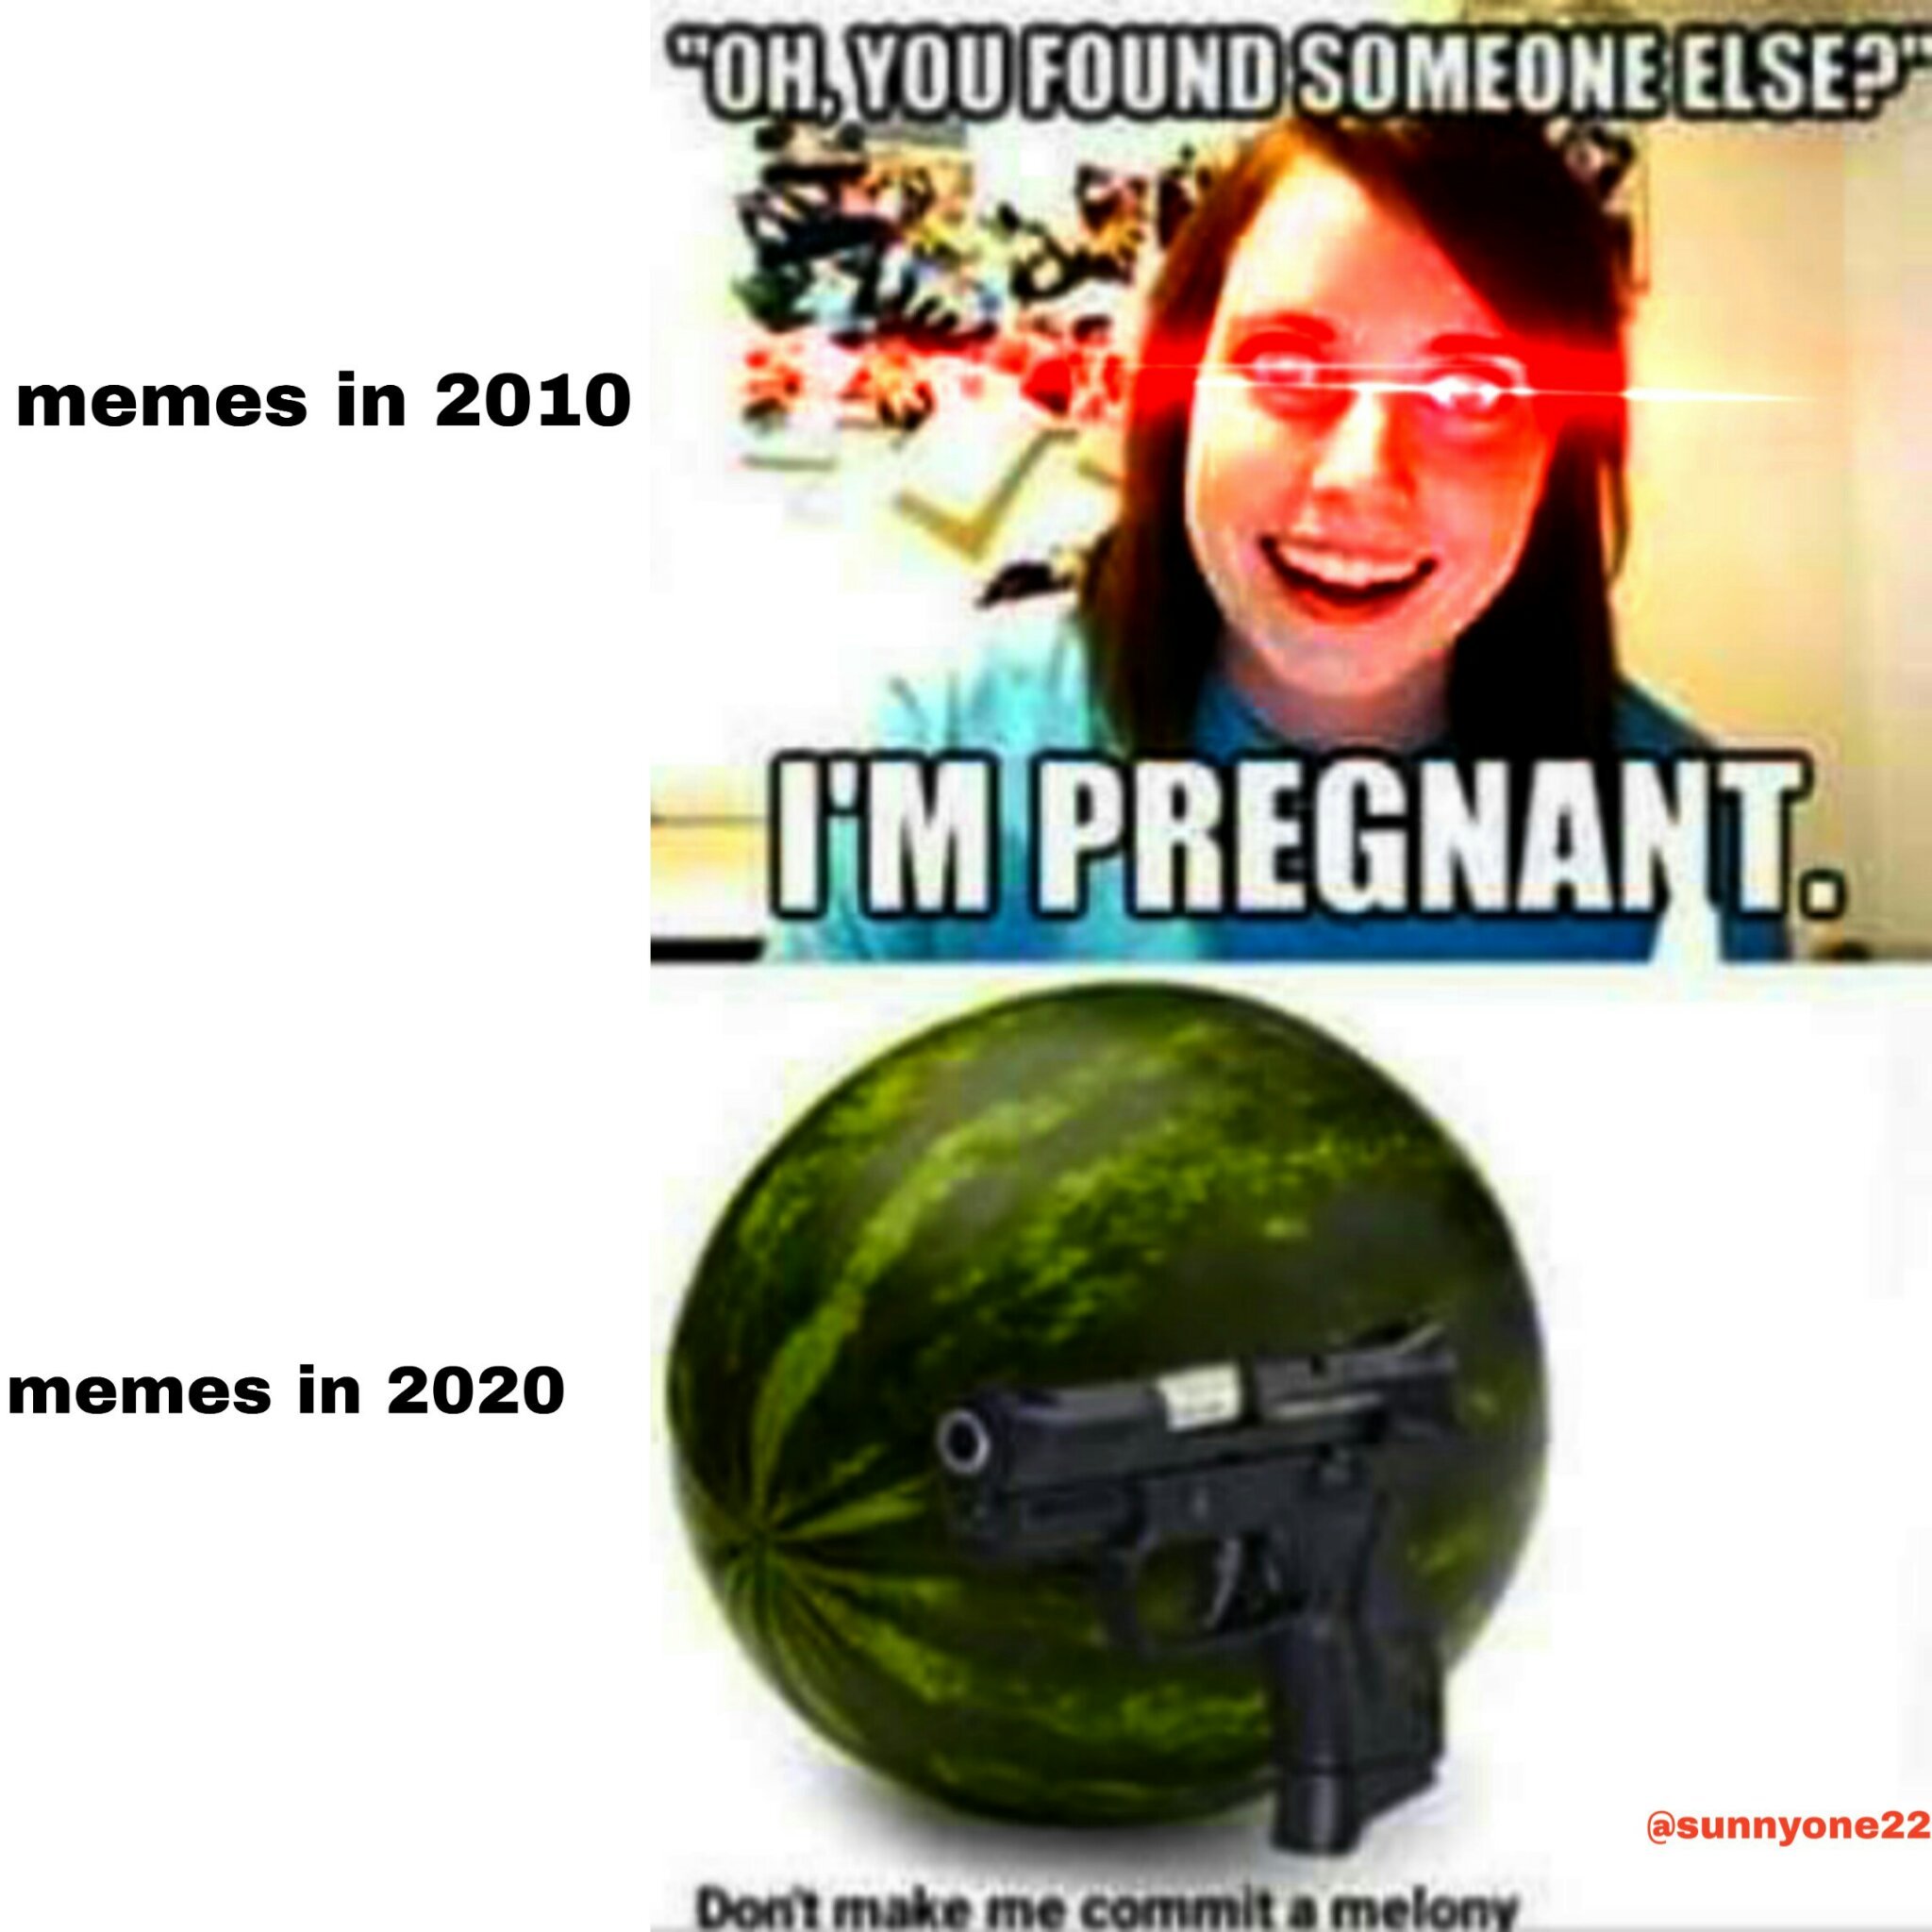 "OH, YOU FOUND SOMEONE ELSE?"
memes in 2010
I'M PREGNANT.
memes in 2020
@sunnyone22
Don't make me commit a melony